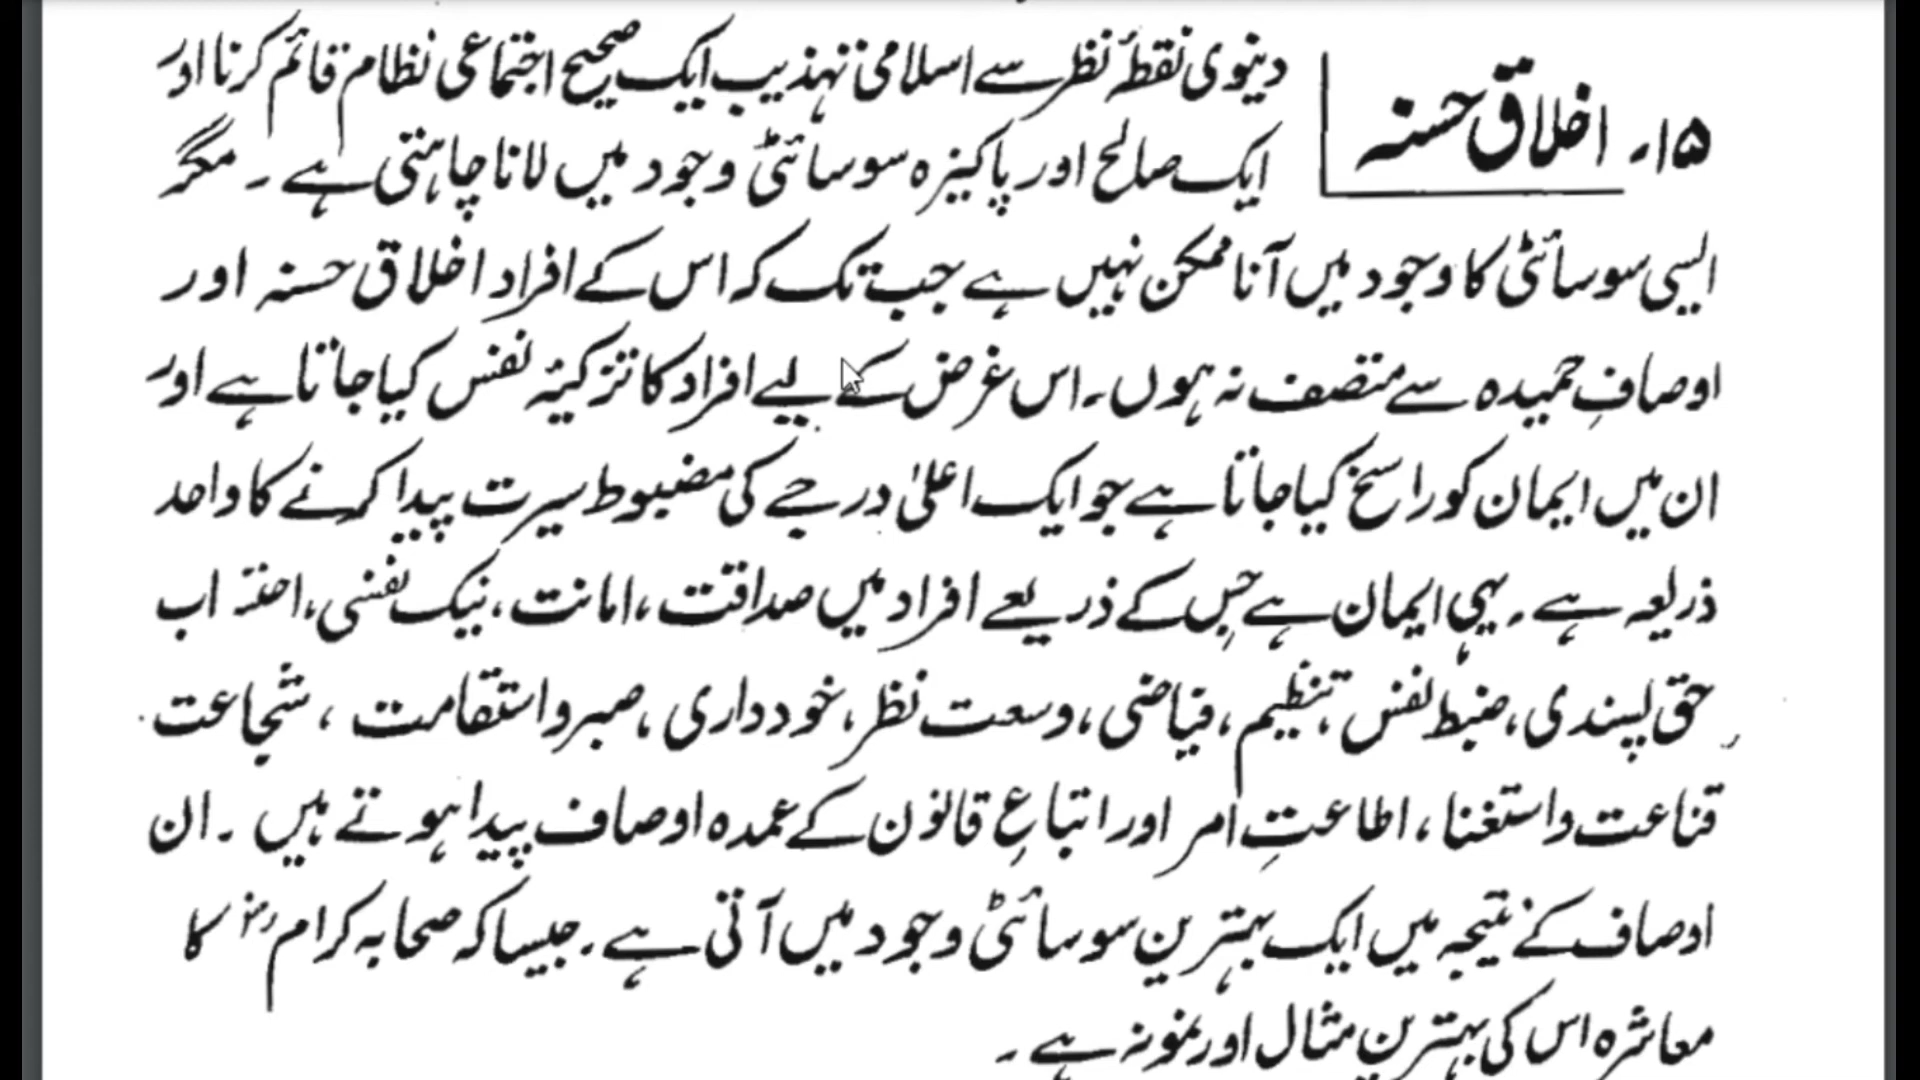 ۱۵۔ اخلاق حسنہ
دینوی نقطۂ نظر سے اسلامی تہذیب ایک صحیح اجتماعی نظام قائم کرنا اور
ایک صالح اور پاکیزہ سوسائٹی وجود میں لانا چاہتی ہے ۔ مگر
ایسی سوسائٹی کا وجود میں آنا ممکن نہیں ہے جب تک کہ اس کے افراد اخلاق حسنہ اور
اوصافِ حمیدہ سے متصف نہ ہوں۔ اس غرض کے لیے افراد کا تزکیۂ نفس کیا جاتا ہے اور
ان میں ایمان کو راسخ کیا جاتا ہے جو ایک اعلیٰ درجے کی مضبوط سیرت پیدا کرنے کا واحد
ذریعہ ہے ۔ یہی ایمان ہے جس کے ذریعے افراد میں صداقت ، امانت ، نیک نفسی ، احتساب
حق پسندی ، ضبط نفس ، تنظیم ، فیاضی ، وسعت نظر ، خود داری ، صبر و استقامت ، شجاعت
قناعت و استغنا ، اطاعتِ امر اور اتباعِ قانون کے عمدہ اوصاف پیدا ہوتے ہیں ۔ ان
اوصاف کے نتیجہ میں ایک بہترین سوسائٹی وجود میں آتی ہے ۔ جیسا کہ صحابہ کرامؓ کا
معاشرہ اس کی بہترین مثال اور نمونہ ہے ۔